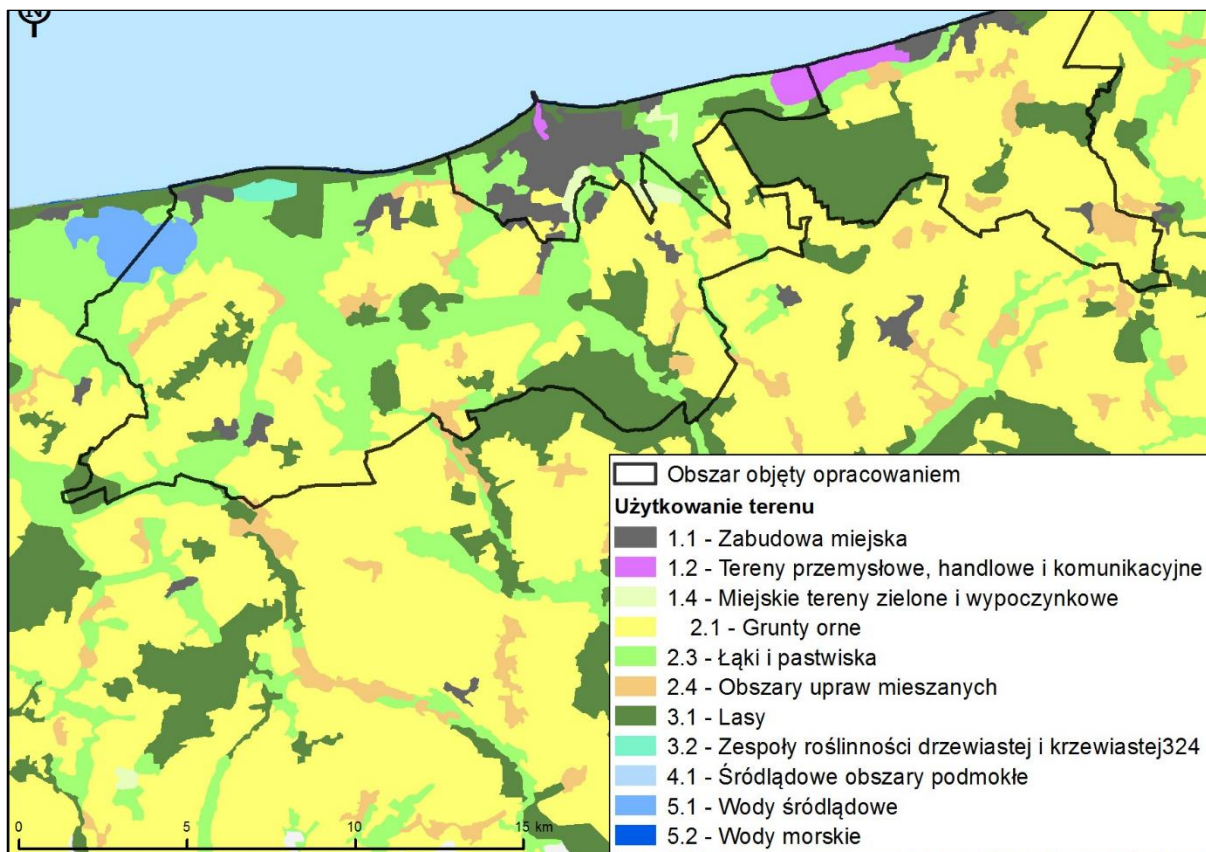 N
Obszar objęty opracowaniem
Użytkowanie terenu
1.1 - Zabudowa miejska
1.2 - Tereny przemysłowe, handlowe i komunikacyjne
1.4 - Miejskie tereny zielone i wypoczynkowe
2.1 - Grunty orne
2.3 - Łąki i pastwiska
2.4 - Obszary upraw mieszanych
3.1 - Lasy
3.2 - Zespoły roślinności drzewiastej i krzewiastej324
4.1 - Śródlądowe obszary podmokłe
5.1 - Wody śródlądowe
5.2 - Wody morskie
0 5 10 15 km